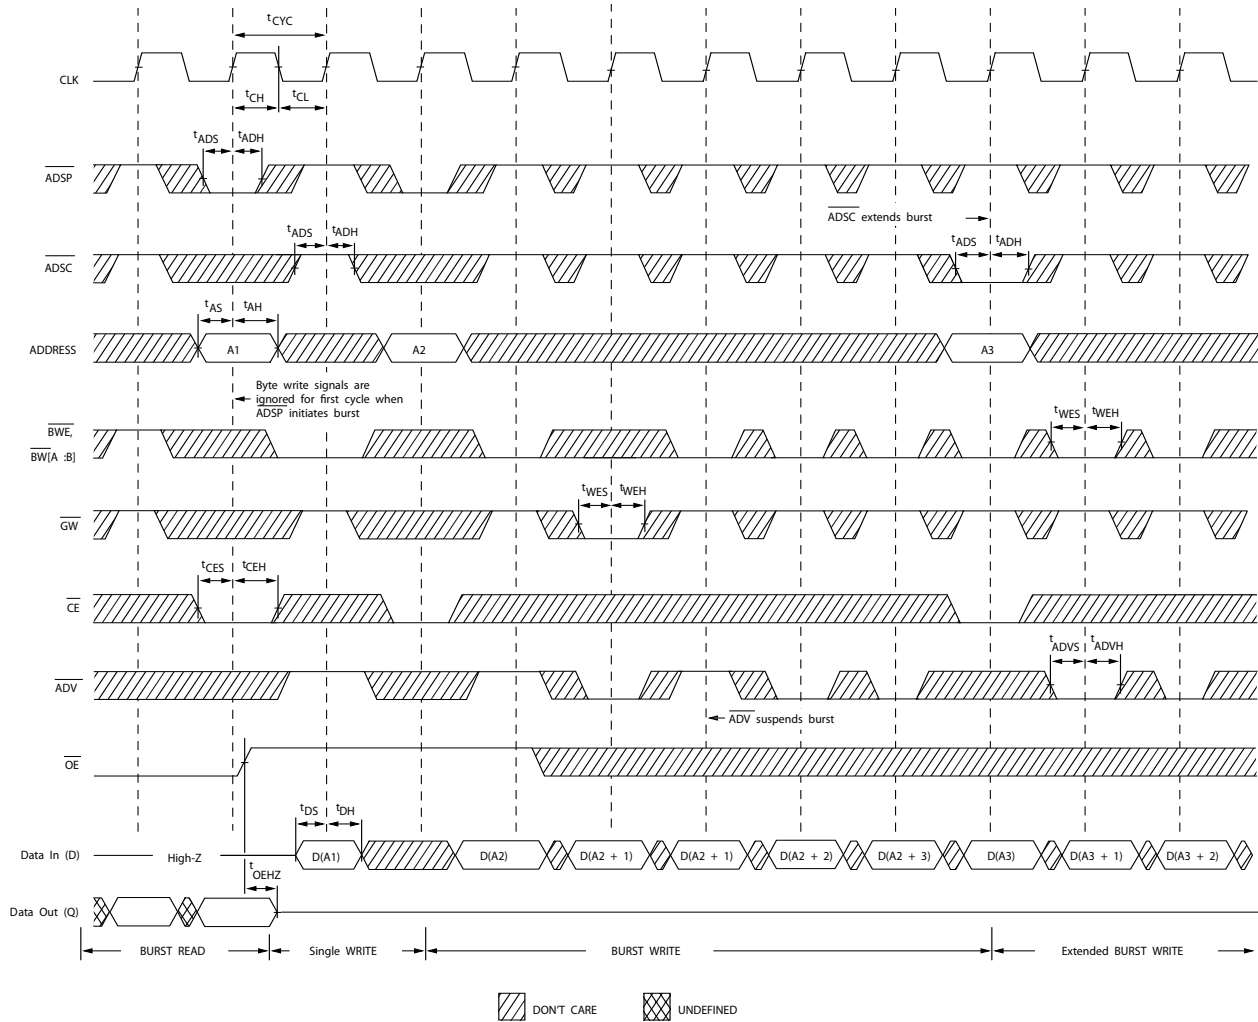 tCYC
CLK
tCH
tCL
tADS
tADH
ADSP
ADSC extends burst
tADS
tADH
tADS
tADH
ADSC
tAS
tAH
ADDRESS
A1
A2
A3
Byte write signals are
ignored for first cycle when
ADSP initiates burst
BWE,
BW[A :B]
tWES
tWEH
tWES
tWEH
GW
tCES
tCEH
CE
tADVS
tADVH
ADV
ADV suspends burst
OE
tDS
tDH
Data In (D)
High-Z
D(A1)
D(A2)
D(A2 + 1)
D(A2 + 1)
D(A2 + 2)
D(A2 + 3)
D(A3)
D(A3 + 1)
D(A3 + 2)
tOEHZ
Data Out (Q)
BURST READ
Single WRITE
BURST WRITE
Extended BURST WRITE
DON'T CARE
UNDEFINED